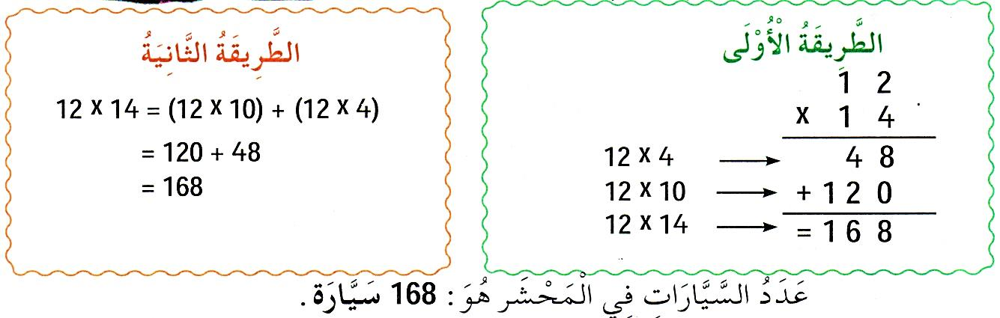 الطَّرِيقَةُ الْأُوْلَى
1 2
x 1 4
12 x 4 → 4 8
12 x 10 → + 1 2 0
12 x 14 → = 1 6 8
الطَّرِيقَةُ الثَّانِيَةُ
12 x 14 = (12 x 10) + (12 x 4)
= 120 + 48
= 168
عَدَدُ السَّيَّارَاتِ فِي الْمَحْشَر هُوَ : 168 سَيَّارَة .